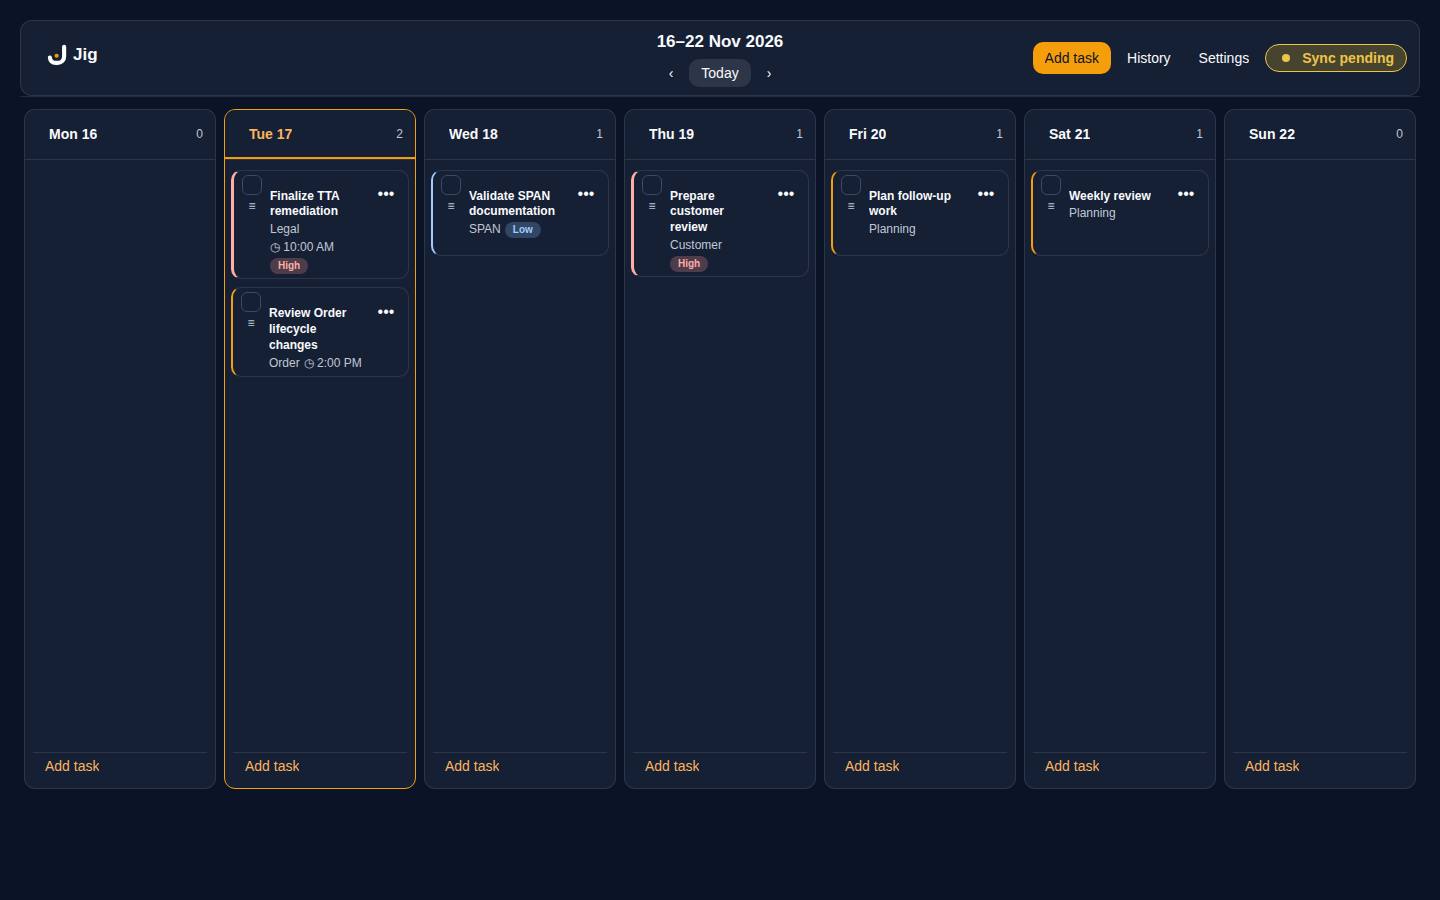 Jig
16–22 Nov 2026
‹ Today ›
Add task
History
Settings
Sync pending
Mon 16 0
Add task
Tue 17 2
Finalize TTA
remediation
Legal
10:00 AM
High
Review Order
lifecycle
changes
Order 2:00 PM
Add task
Wed 18 1
Validate SPAN
documentation
SPAN Low
Add task
Thu 19 1
Prepare
customer
review
Customer
High
Add task
Fri 20 1
Plan follow-up
work
Planning
Add task
Sat 21 1
Weekly review
Planning
Add task
Sun 22 0
Add task